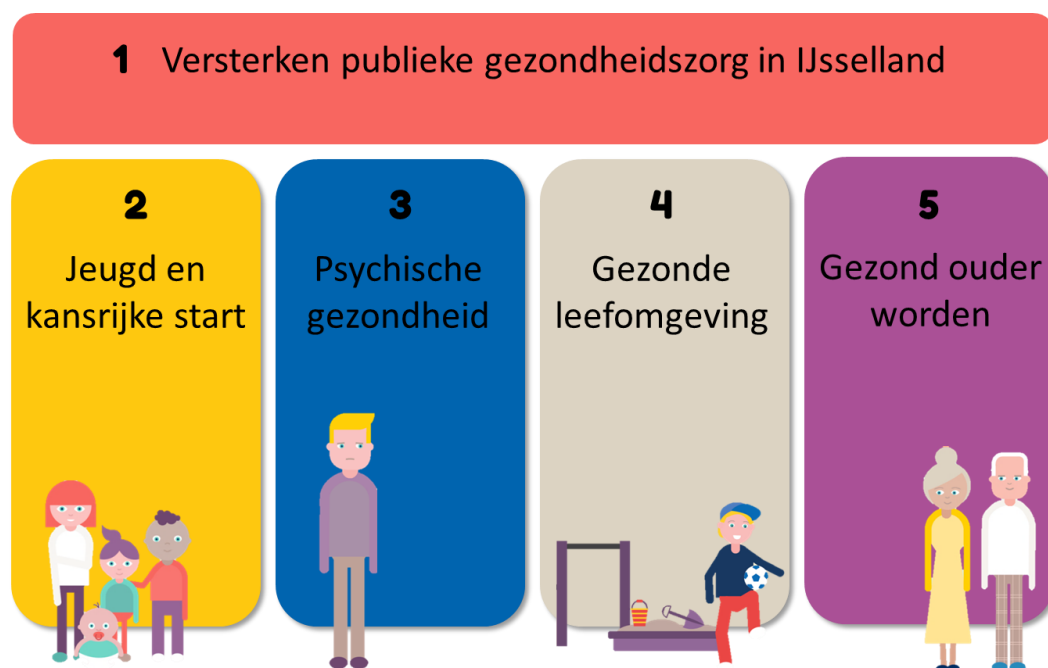 1 Versterken publieke gezondheidszorg in IJsselland
2
Jeugd en
kansrijke start
3
Psychische
gezondheid
4
Gezonde
leefomgeving
5
Gezond ouder
worden